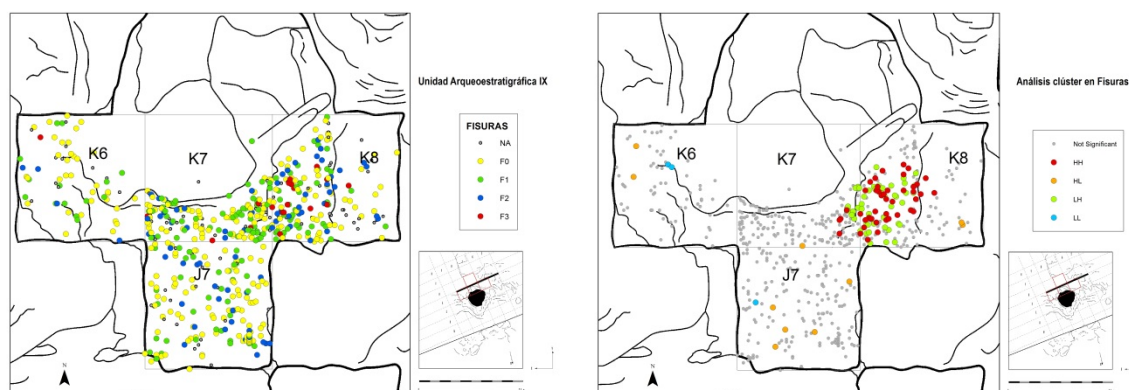 Unidad Arqueoestratigráfica IX
FISURAS
NA
F0
F1
F2
F3
K6
K7
K8
J7
N
Análisis clúster en Fisuras
Not Significant
HH
HL
LH
LL
K6
K7
K8
J7
N